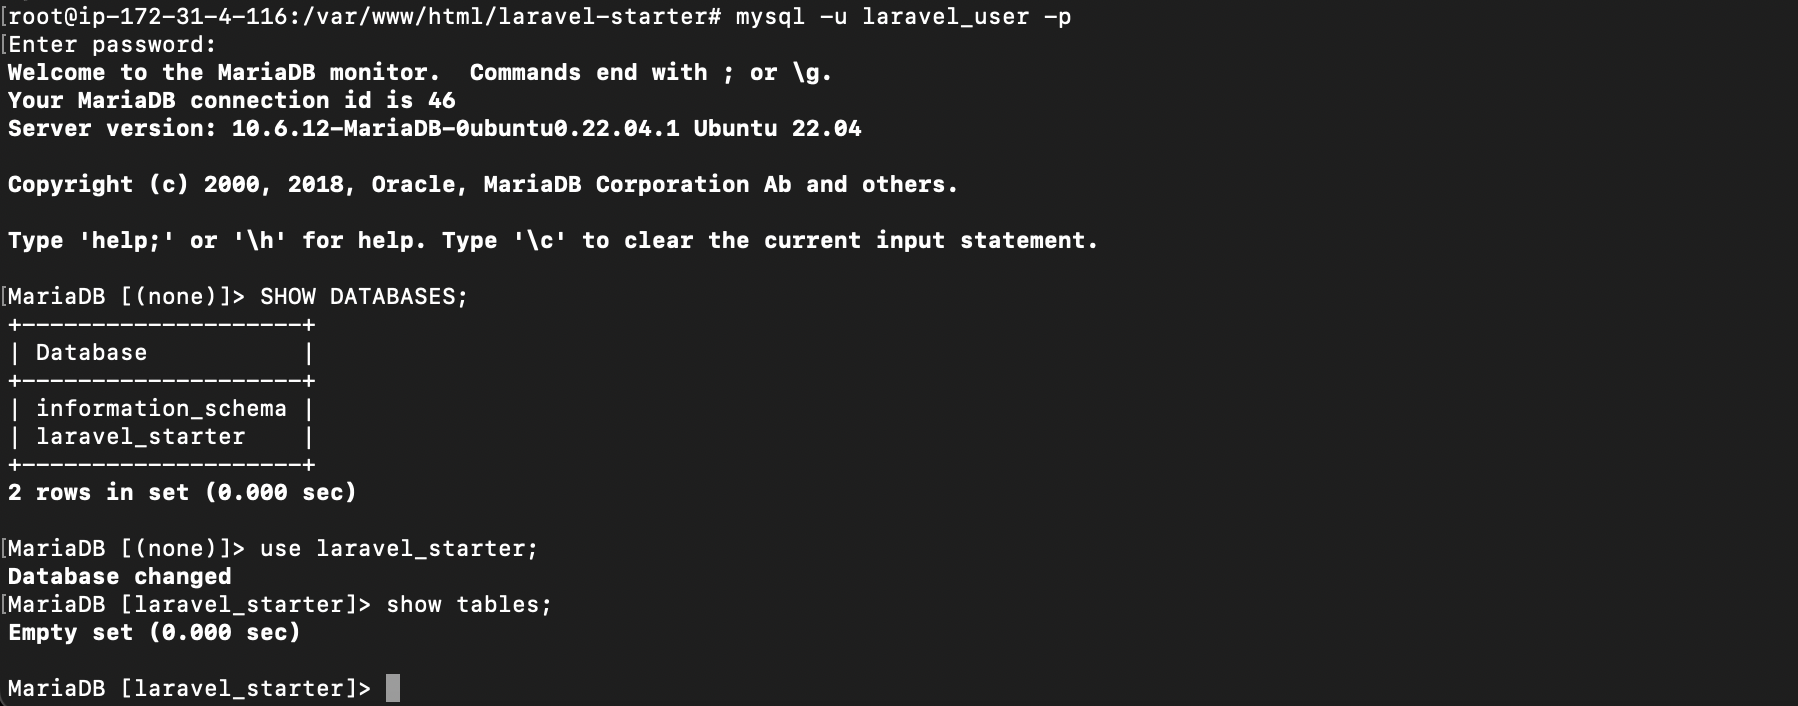 [root@ip-172-31-4-116:/var/www/html/laravel-starter# mysql -u laravel_user -p
[Enter password:
Welcome to the MariaDB monitor.  Commands end with ; or \g.
Your MariaDB connection id is 46
Server version: 10.6.12-MariaDB-0ubuntu0.22.04.1 Ubuntu 22.04
Copyright (c) 2000, 2018, Oracle, MariaDB Corporation Ab and others.
Type 'help;' or '\h' for help. Type '\c' to clear the current input statement.
[MariaDB [(none)]> SHOW DATABASES;
+--------------------+
| Database           |
+--------------------+
| information_schema |
| laravel_starter    |
+--------------------+
2 rows in set (0.000 sec)
[MariaDB [(none)]> use laravel_starter;
Database changed
[MariaDB [laravel_starter]> show tables;
Empty set (0.000 sec)
MariaDB [laravel_starter]>